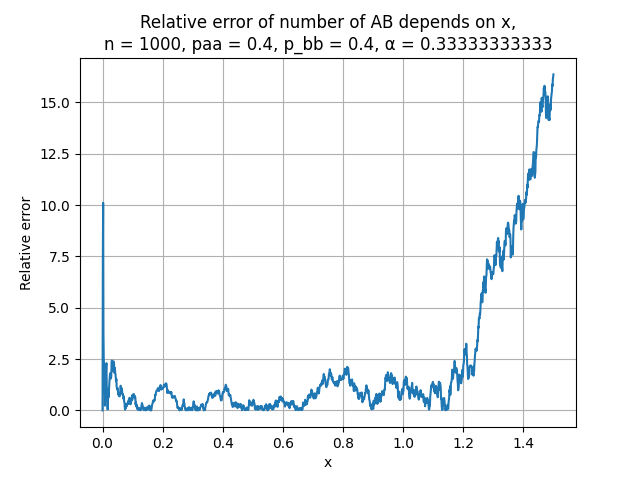 Relative error of number of AB depends on x,
n = 1000, paa = 0.4, p_bb = 0.4, α = 0.33333333333
15.0
12.5
10.0
7.5
5.0
2.5
0.0
Relative error
0.0 0.2 0.4 0.6 0.8 1.0 1.2 1.4
x